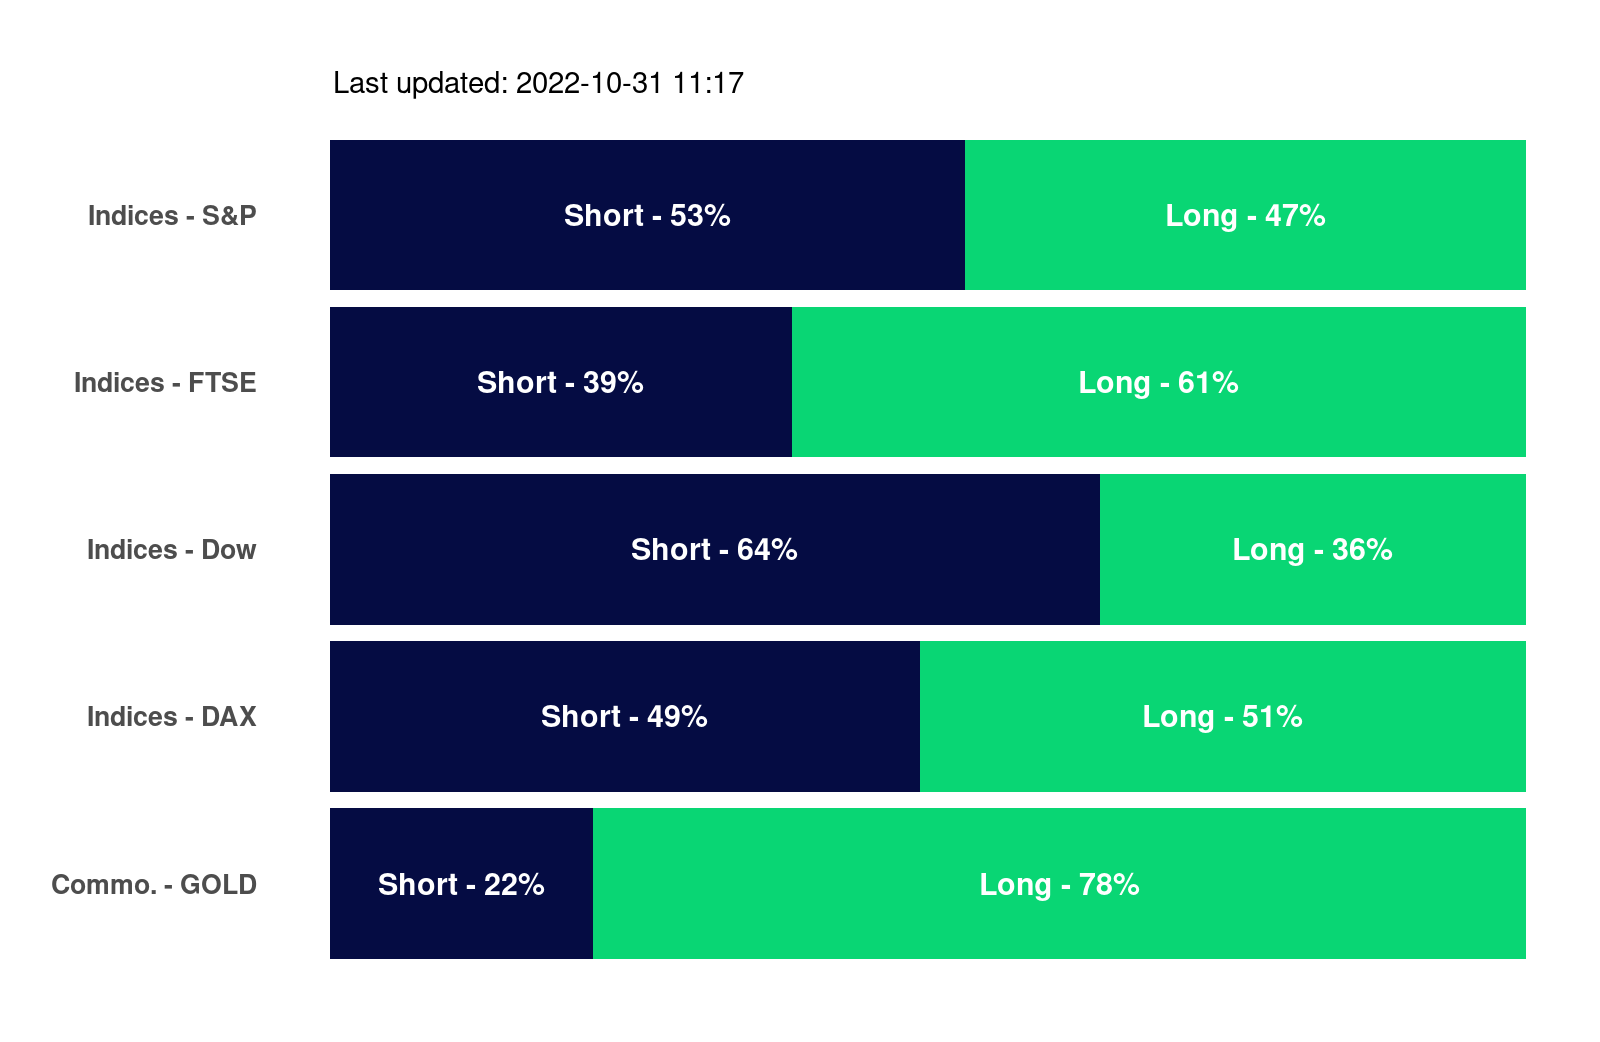 Last updated: 2022-10-31 11:17
Indices - S&P
Short - 53%
Long - 47%
Indices - FTSE
Short - 39%
Long - 61%
Indices - Dow
Short - 64%
Long - 36%
Indices - DAX
Short - 49%
Long - 51%
Commo. - GOLD
Short - 22%
Long - 78%